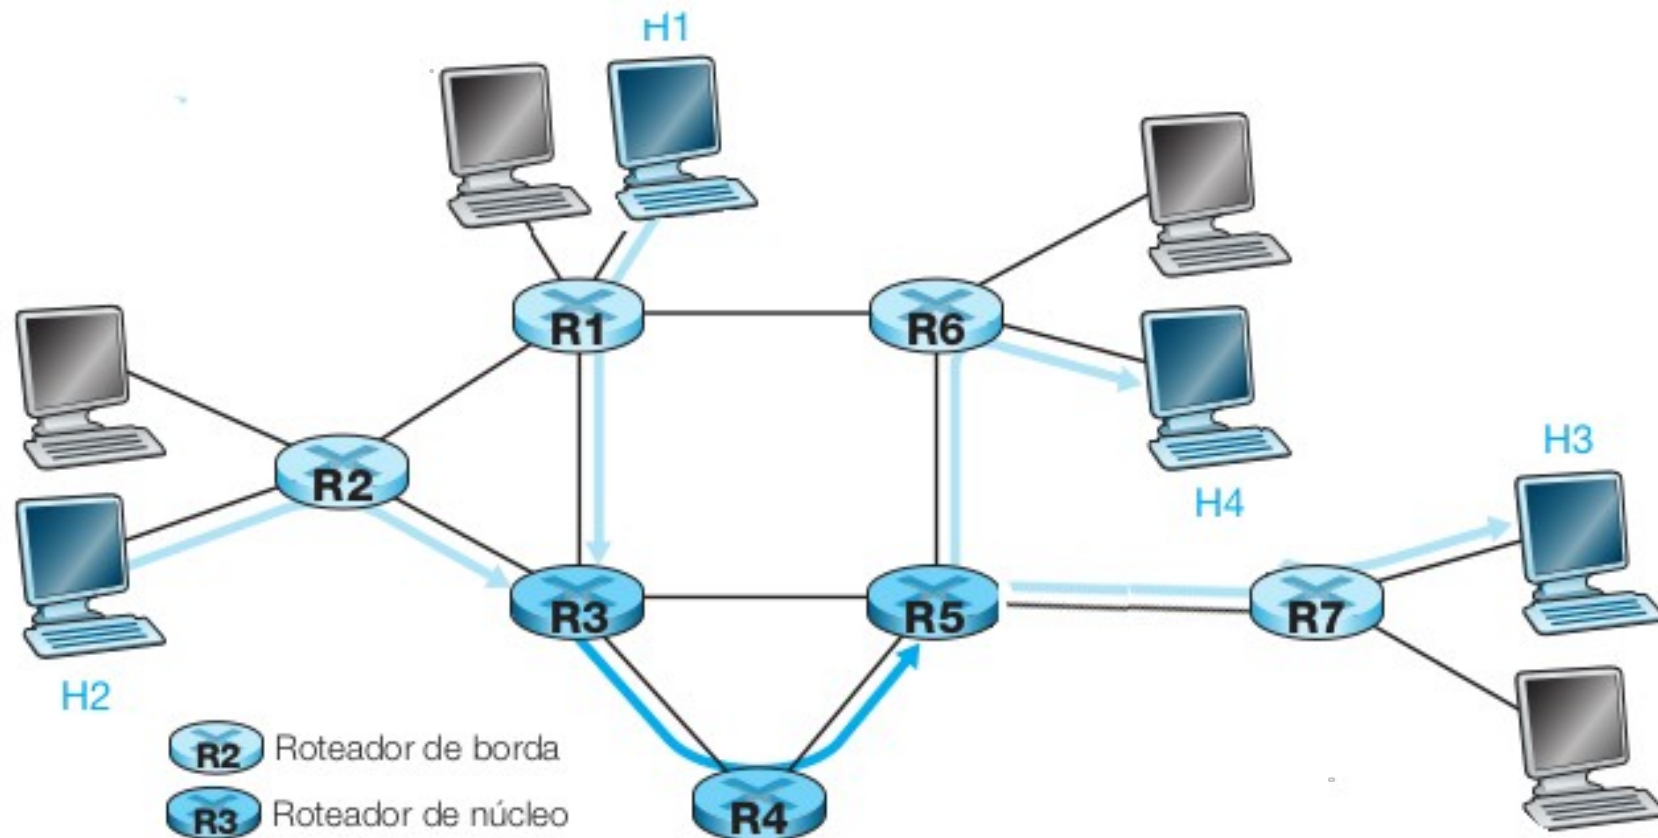 H1
R1
R6
H3
R2
H4
R3
R5
R7
H2
R2 Roteador de borda
R3 Roteador de núcleo
R4